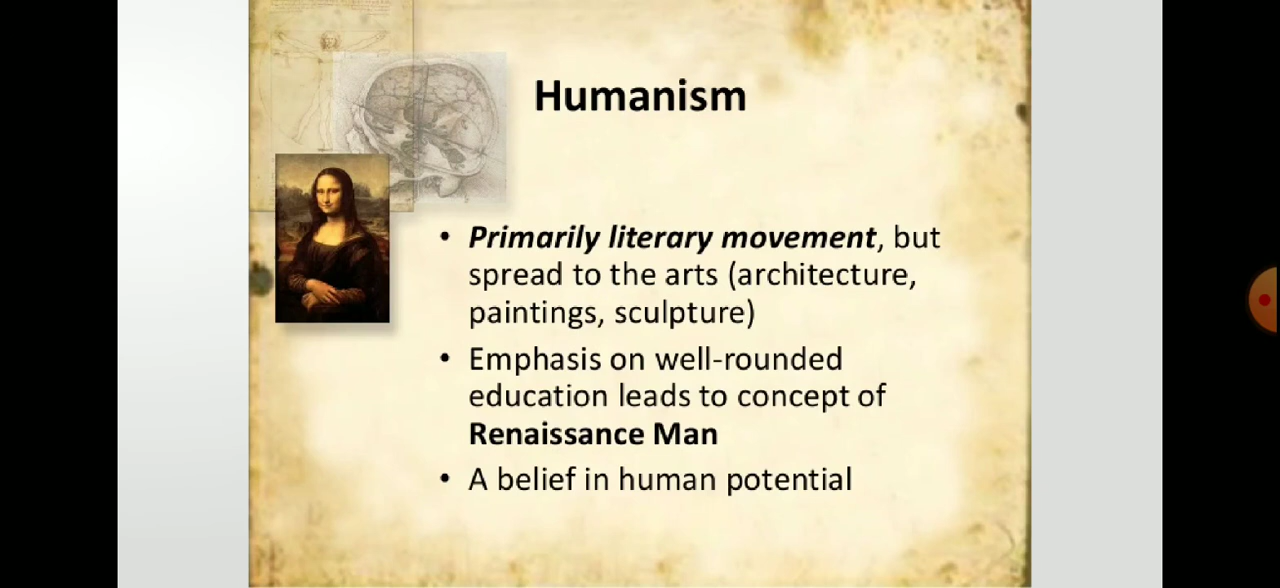 Humanism
• Primarily literary movement, but
spread to the arts (architecture,
paintings, sculpture)
• Emphasis on well-rounded
education leads to concept of
Renaissance Man
• A belief in human potential